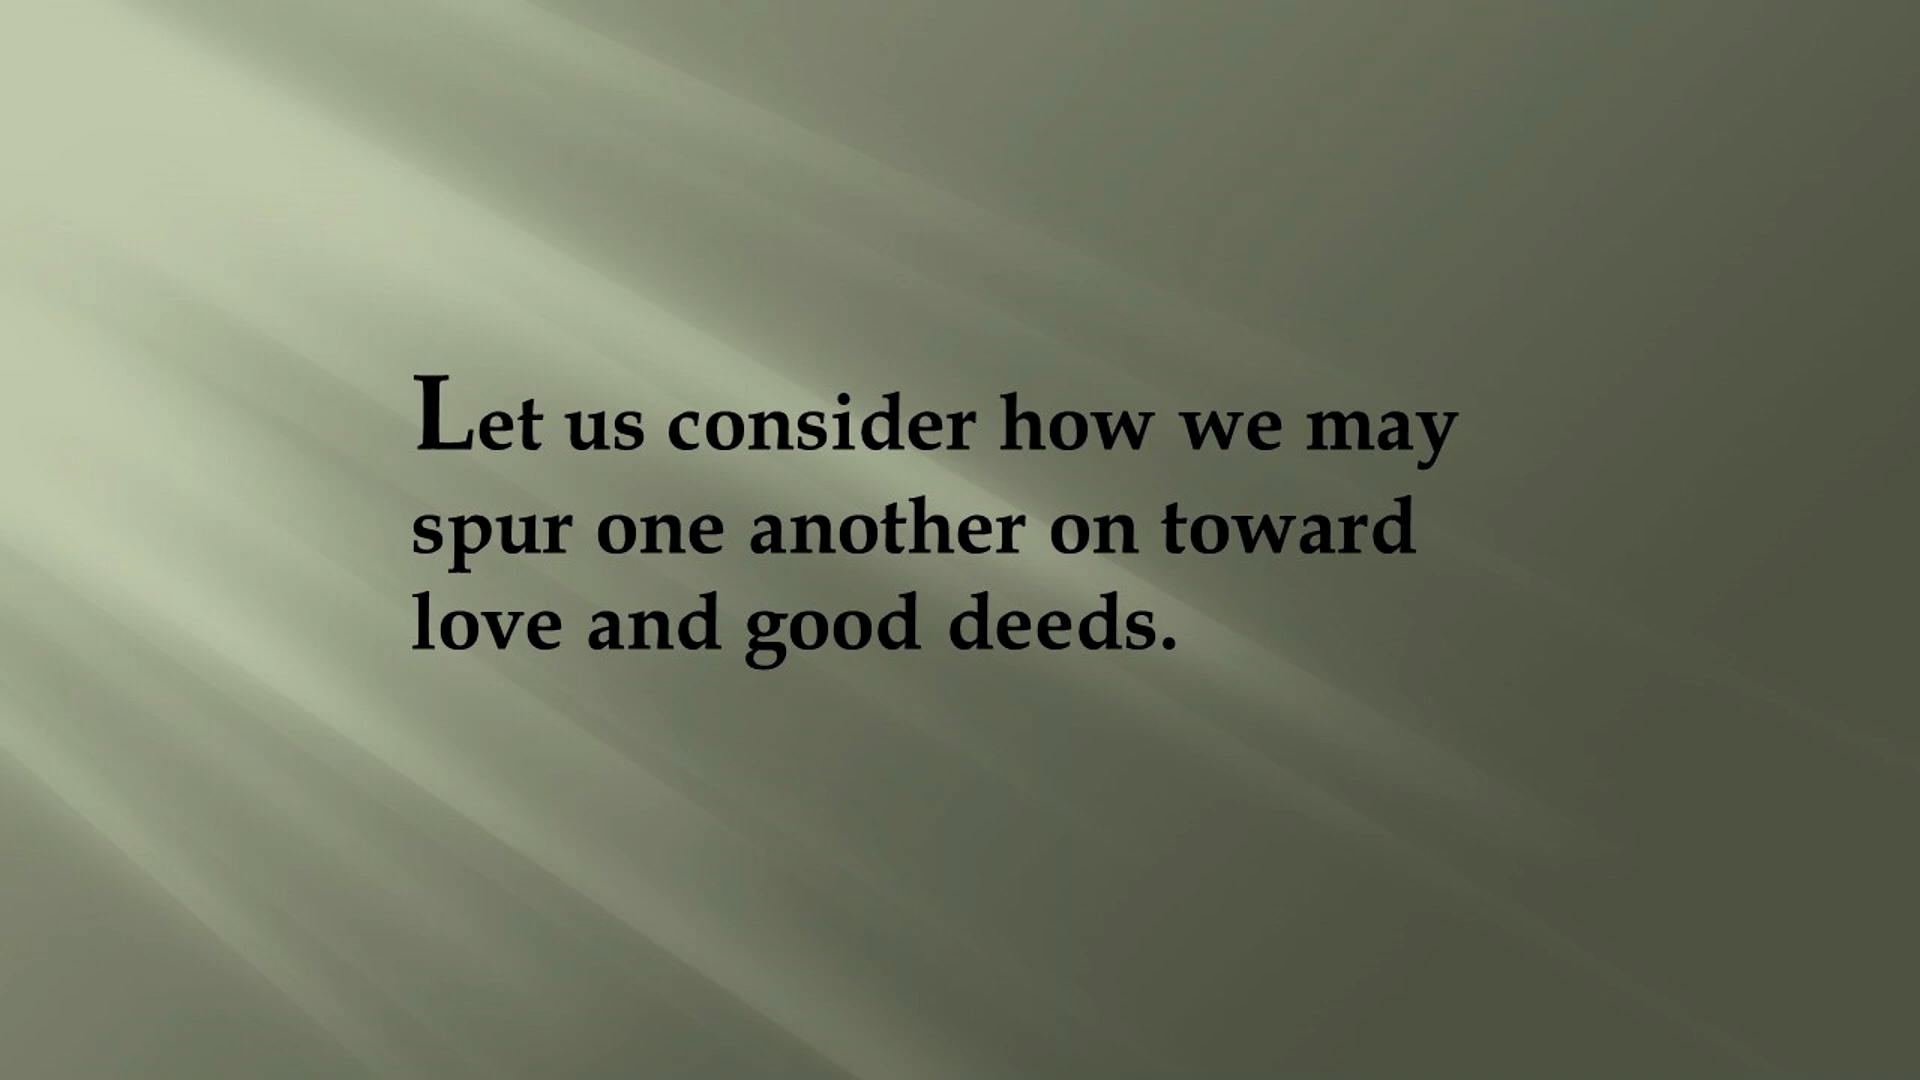 Let us consider how we may
spur one another on toward
love and good deeds.